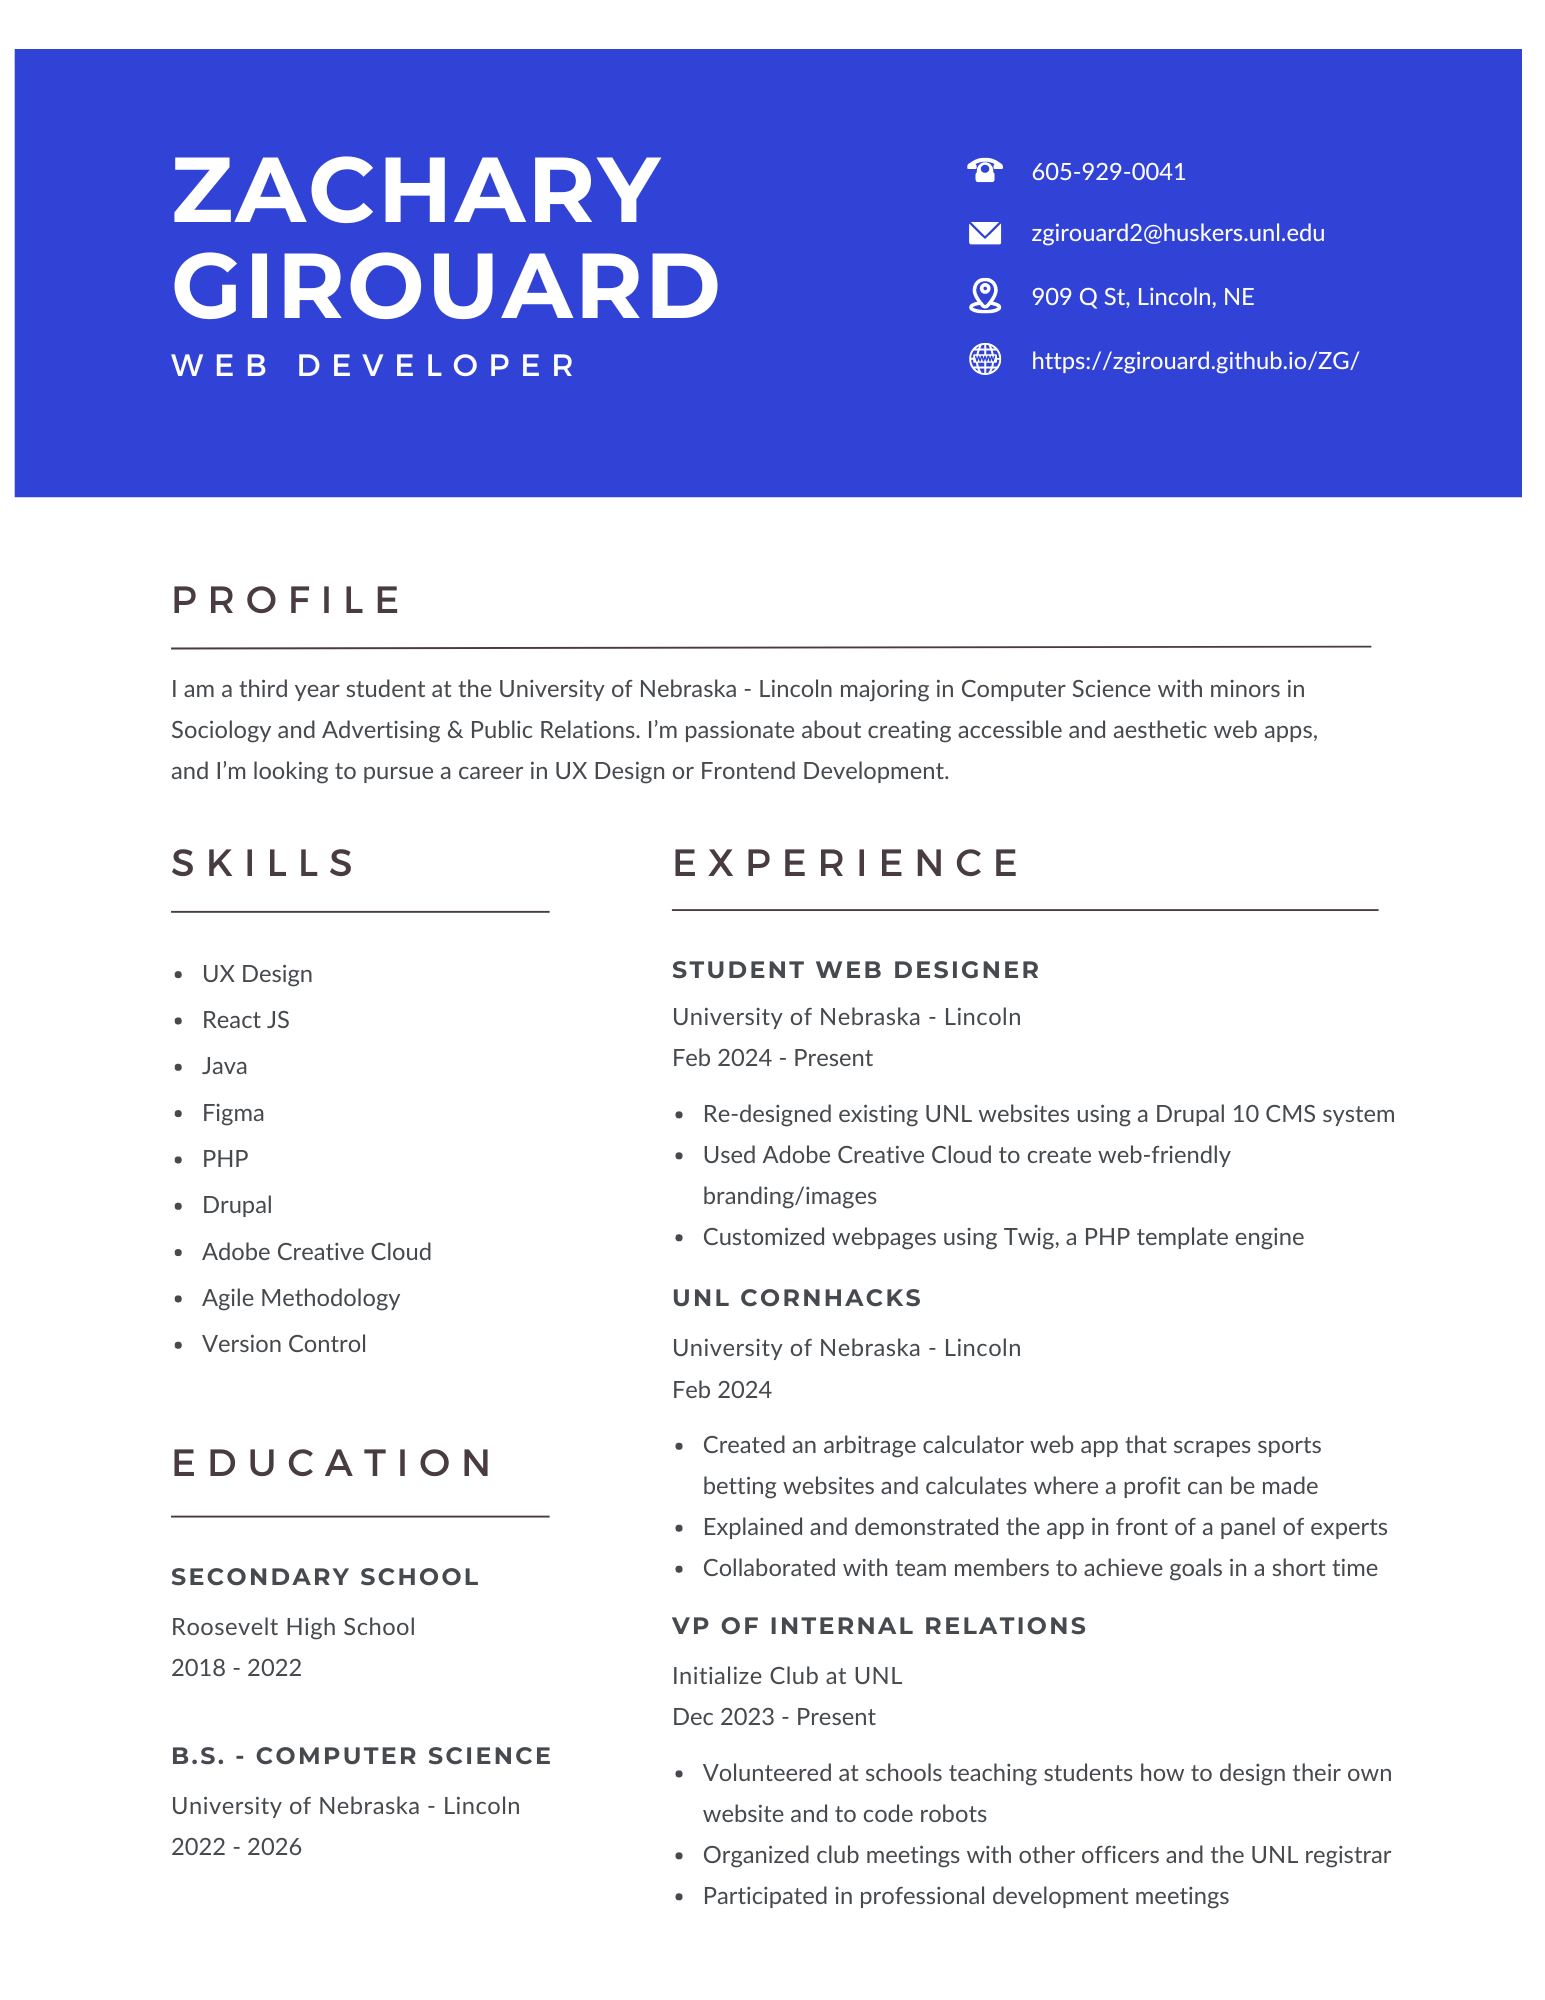 ZACHARY
GIROUARD
WEB DEVELOPER
605-929-0041
zgirouard2@huskers.unl.edu
909 Q St, Lincoln, NE
https://zgirouard.github.io/ZG/
PROFILE
I am a third year student at the University of Nebraska - Lincoln majoring in Computer Science with minors in
Sociology and Advertising & Public Relations. I’m passionate about creating accessible and aesthetic web apps,
and I’m looking to pursue a career in UX Design or Frontend Development.
SKILLS
• UX Design
• React JS
• Java
• Figma
• PHP
• Drupal
• Adobe Creative Cloud
• Agile Methodology
• Version Control
EDUCATION
SECONDARY SCHOOL
Roosevelt High School
2018 - 2022
B.S. - COMPUTER SCIENCE
University of Nebraska - Lincoln
2022 - 2026
EXPERIENCE
STUDENT WEB DESIGNER
University of Nebraska - Lincoln
Feb 2024 - Present
• Re-designed existing UNL websites using a Drupal 10 CMS system
• Used Adobe Creative Cloud to create web-friendly
branding/images
• Customized webpages using Twig, a PHP template engine
UNL CORNHACKS
University of Nebraska - Lincoln
Feb 2024
• Created an arbitrage calculator web app that scrapes sports
betting websites and calculates where a profit can be made
• Explained and demonstrated the app in front of a panel of experts
• Collaborated with team members to achieve goals in a short time
VP OF INTERNAL RELATIONS
Initialize Club at UNL
Dec 2023 - Present
• Volunteered at schools teaching students how to design their own
website and to code robots
• Organized club meetings with other officers and the UNL registrar
• Participated in professional development meetings